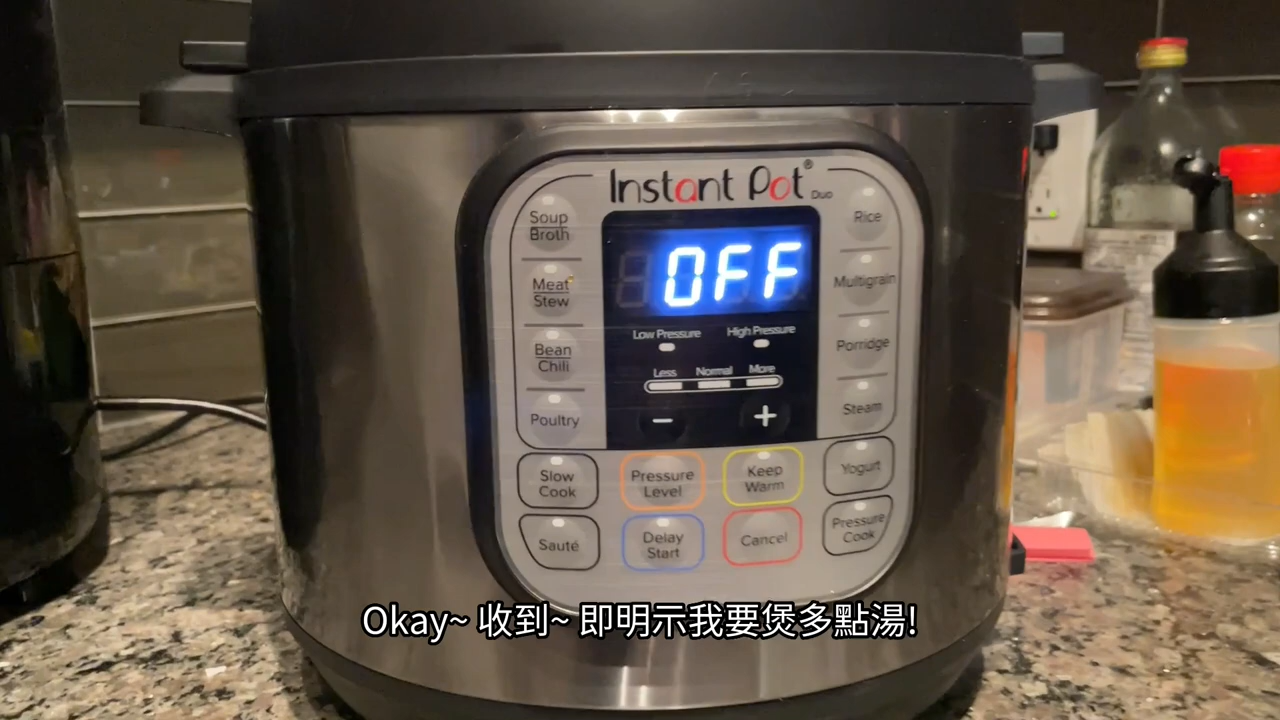 Instant Pot®
Duo
Soup
Broth
Meat
Stew
Bean
Chili
Poultry
OFF
Low Pressure
High Pressure
Less
Normal
More
−
+
Rice
Multigrain
Porridge
Steam
Slow
Cook
Pressure
Level
Keep
Warm
Yogurt
Sauté
Delay
Start
Cancel
Pressure
Cook
Okay~ 收到~ 即明示我要煲多點湯!